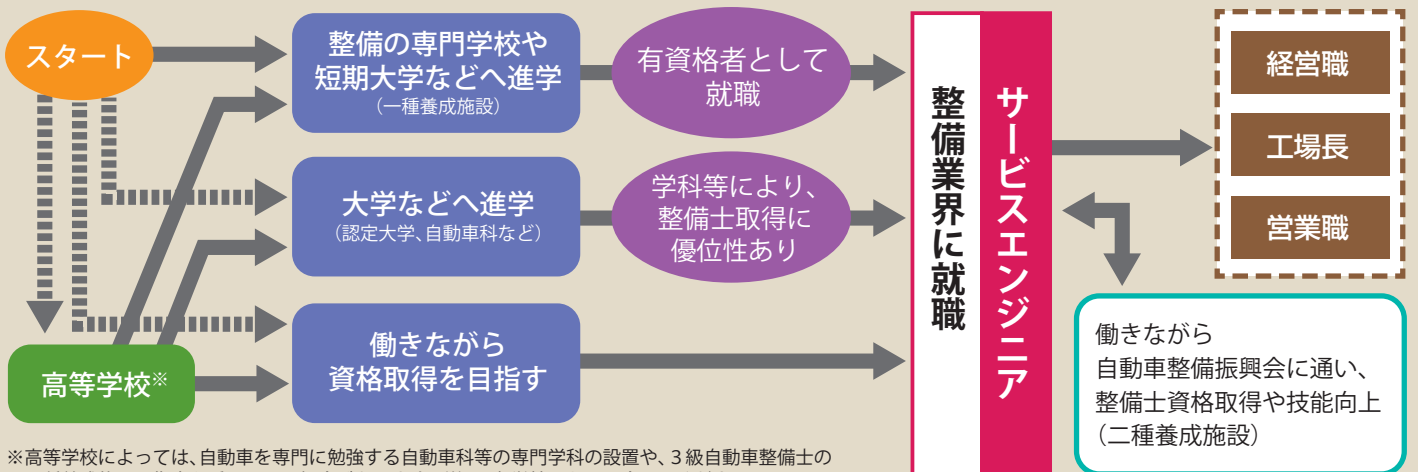 スタート
整備の専門学校や
短期大学などへ進学
（一種養成施設）
有資格者として
就職
大学などへ進学
（認定大学、自動車科など）
学科等により、
整備士取得に
優位性あり
高等学校※
働きながら
資格取得を目指す
整備業界に就職
サービスエンジニア
経営職
工場長
営業職
働きながら
自動車整備振興会に通い、
整備士資格取得や技能向上
（二種養成施設）
※高等学校によっては、自動車を専門に勉強する自動車科等の専門学科の設置や、３級自動車整備士の